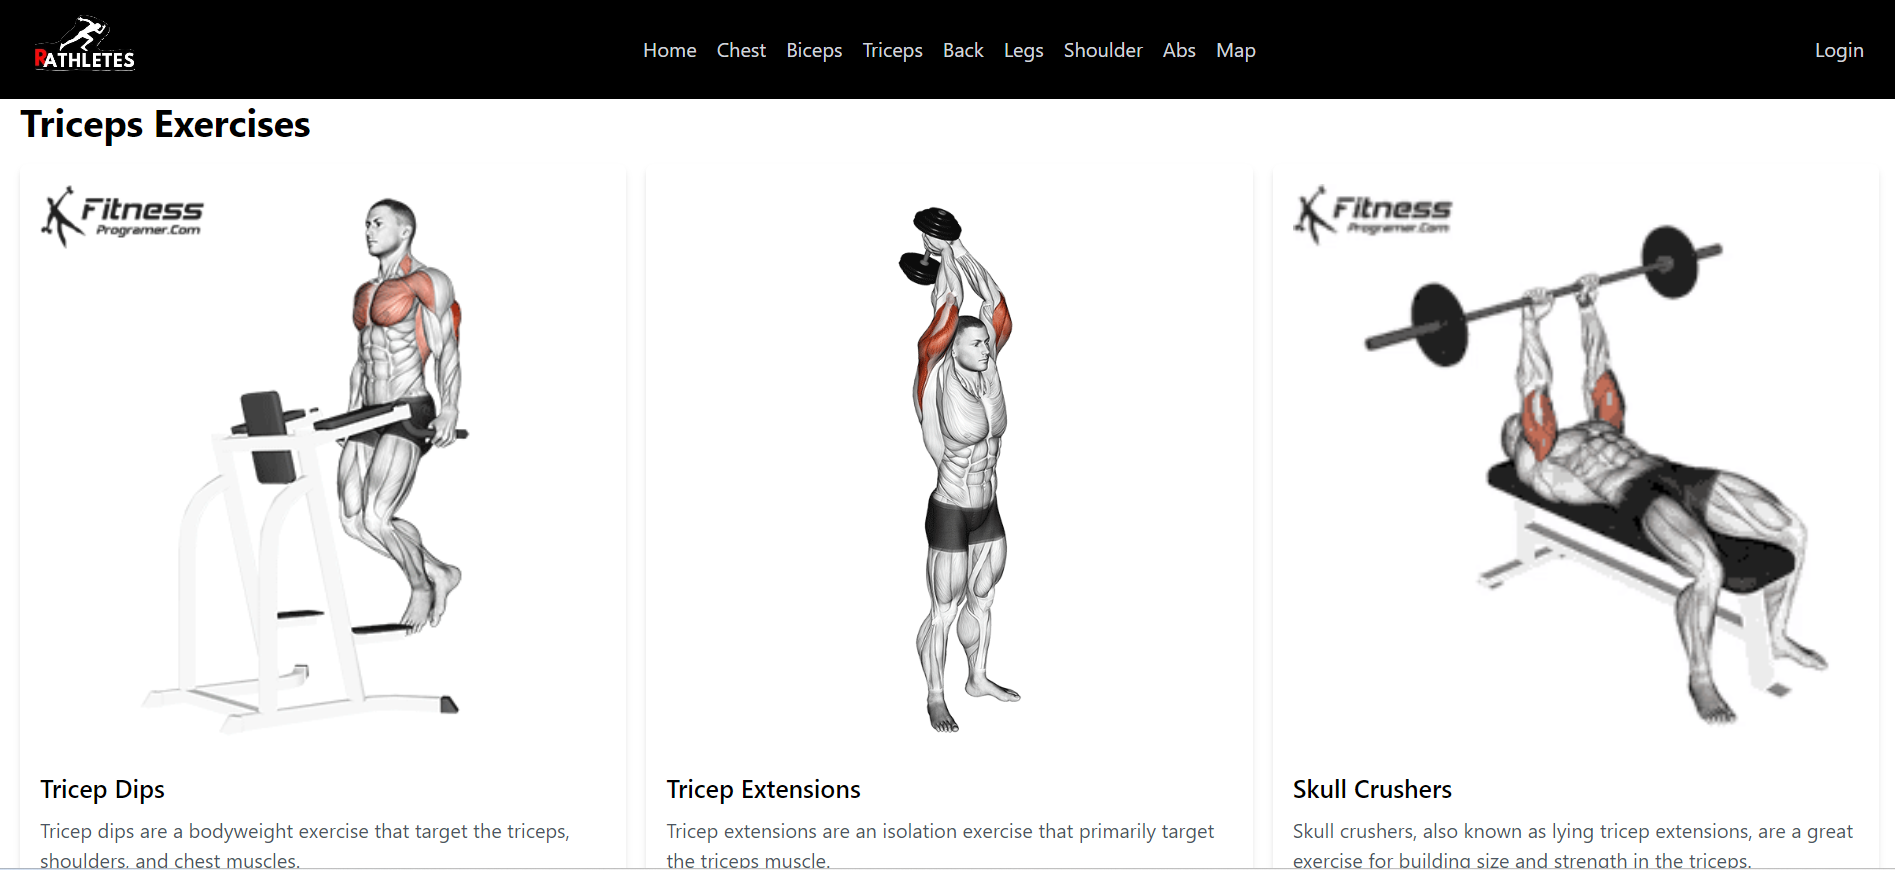 RATHLETES
Home Chest Biceps Triceps Back Legs Shoulder Abs Map
Login
Triceps Exercises
Fitness
Programer.Com
Fitness
Programer.Com
Tricep Dips
Tricep dips are a bodyweight exercise that target the triceps,
shoulders, and chest muscles.
Tricep Extensions
Tricep extensions are an isolation exercise that primarily target
the triceps muscle.
Skull Crushers
Skull crushers, also known as lying tricep extensions, are a great
exercise for building size and strength in the triceps.